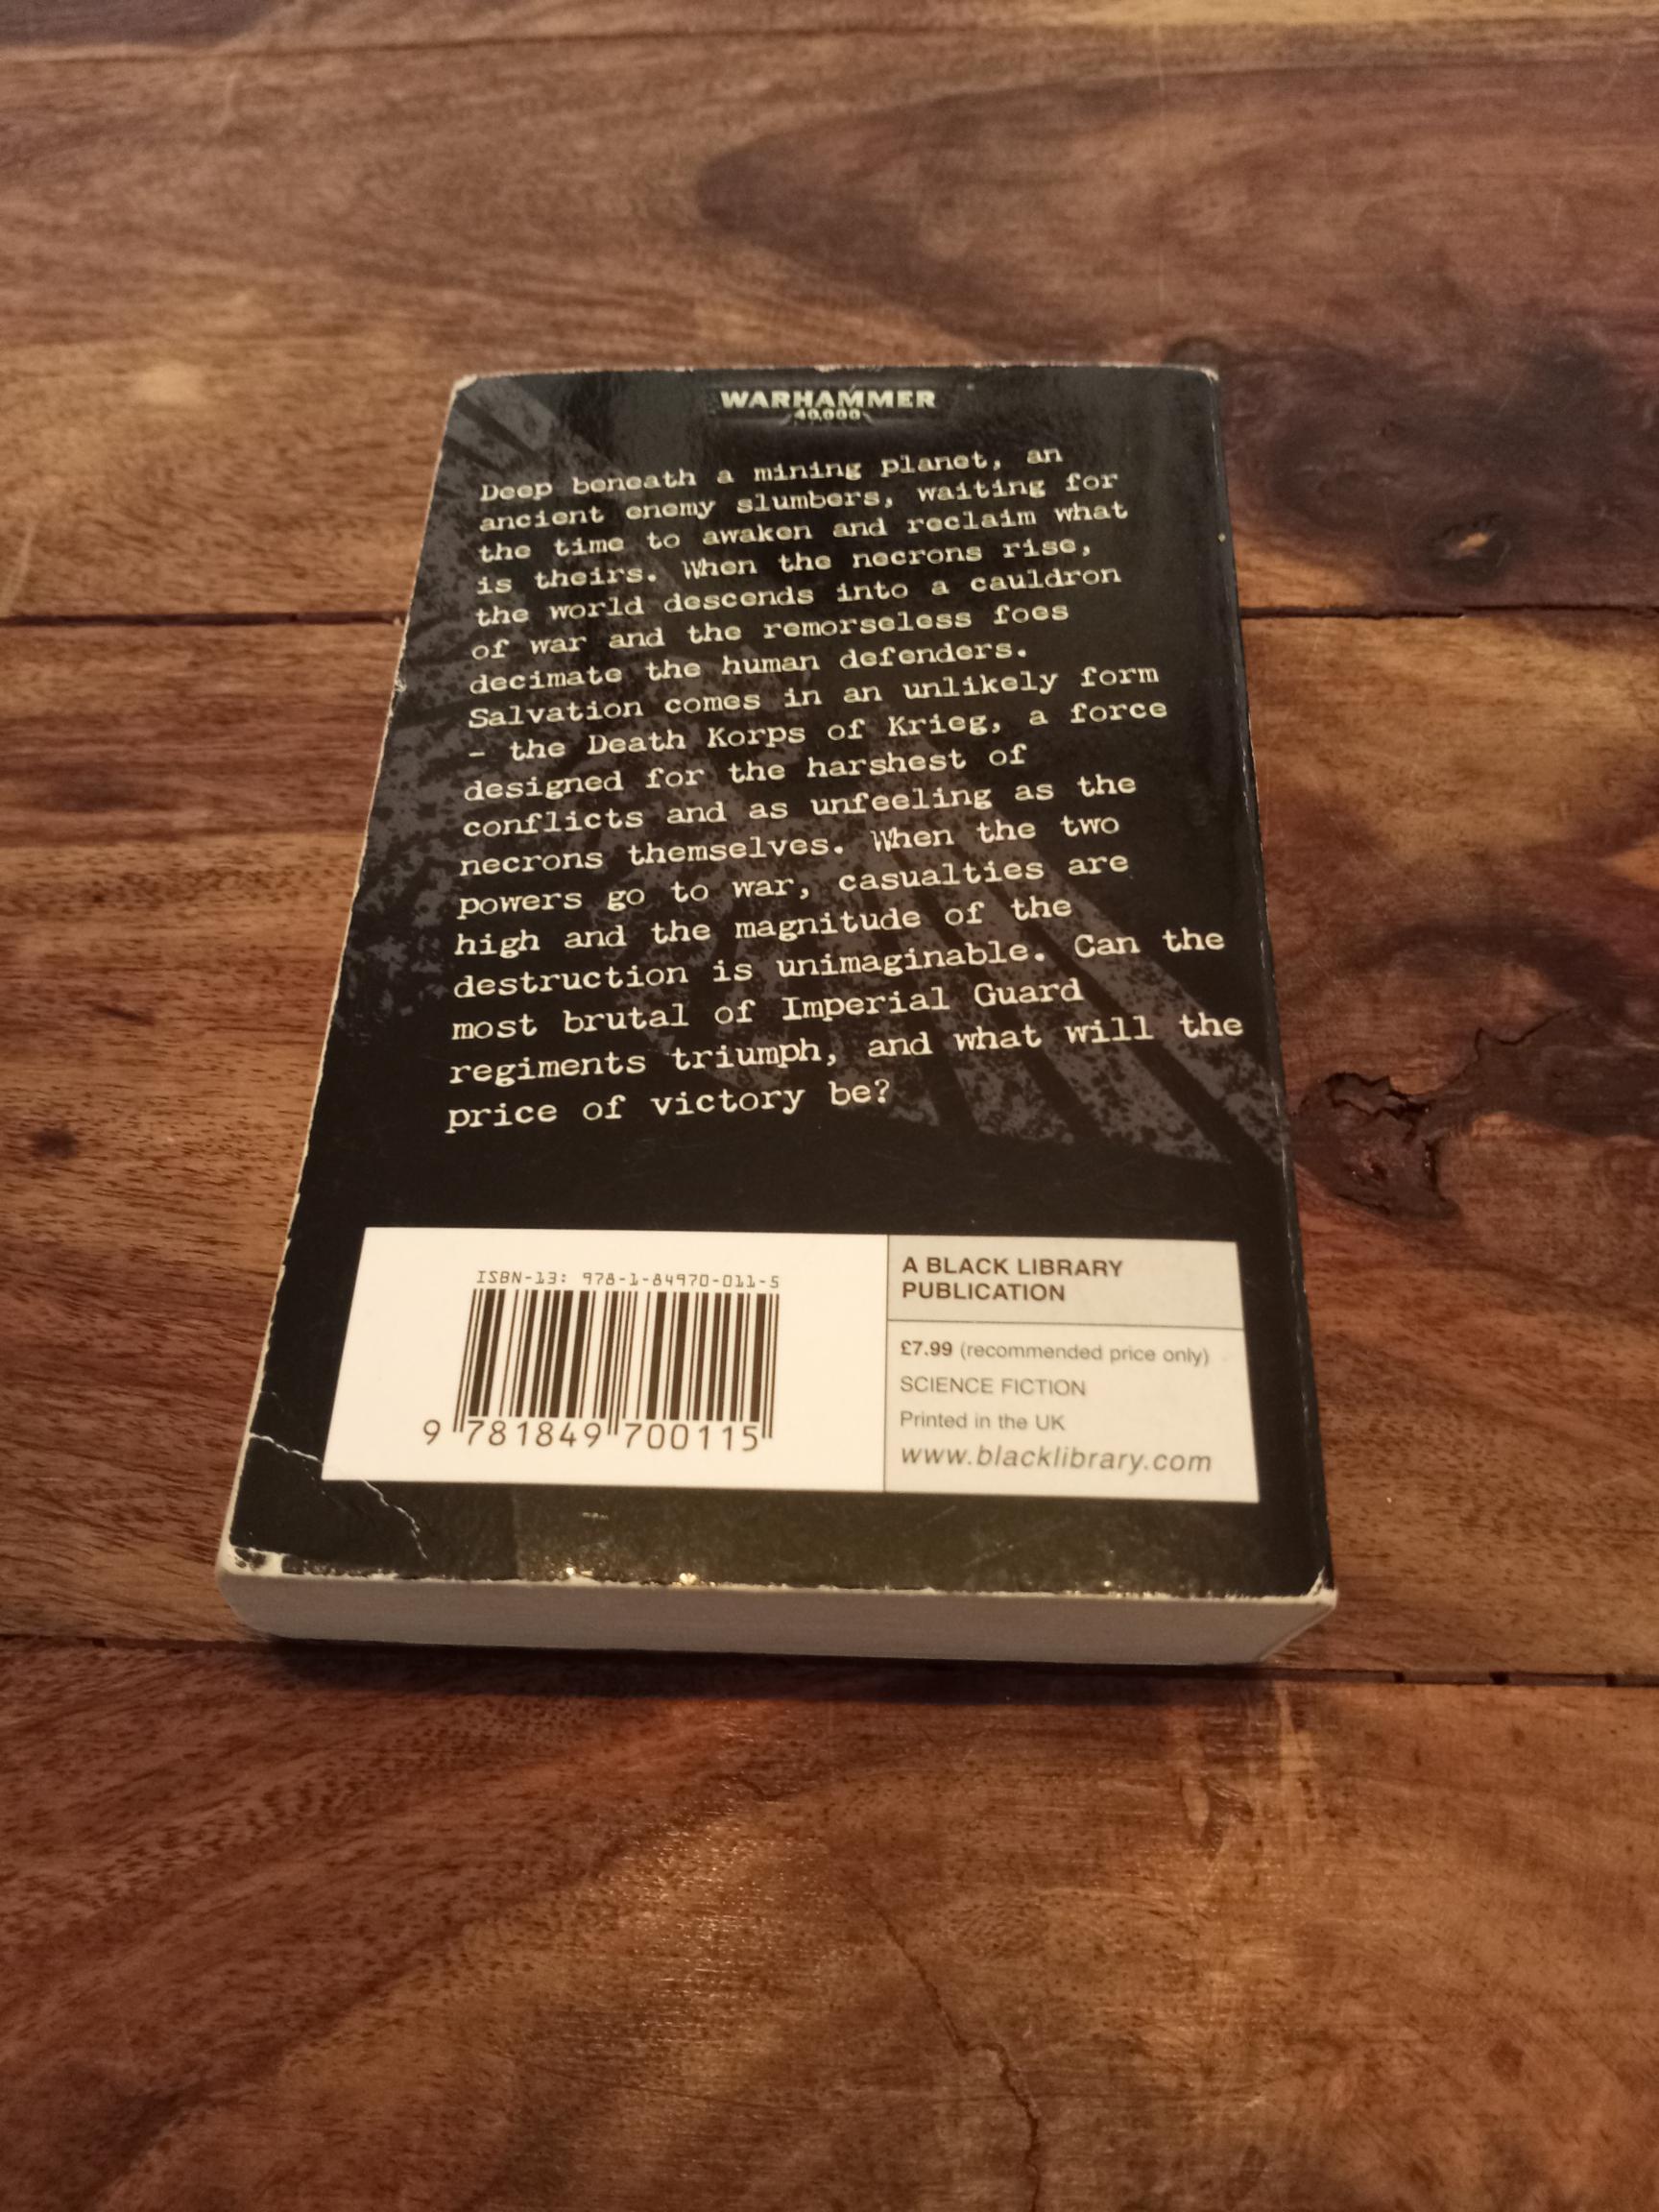 WARHAMMER
40,000
Deep beneath a mining planet, an
ancient enemy slumbers, waiting for
the time to awaken and reclaim what
is theirs. When the necrons rise,
the world descends into a cauldron
of war and the remorseless foes
decimate the human defenders.
Salvation comes in an unlikely form
– the Death Korps of Krieg, a force
designed for the harshest of
conflicts and as unfeeling as the
necrons themselves. When the two
powers go to war, casualties are
high and the magnitude of the
destruction is unimaginable. Can the
most brutal of Imperial Guard
regiments triumph, and what will the
price of victory be?
ISBN-13: 978-1-84970-011-5
9 781849 700115
A BLACK LIBRARY
PUBLICATION
£7.99 (recommended price only)
SCIENCE FICTION
Printed in the UK
www.blacklibrary.com